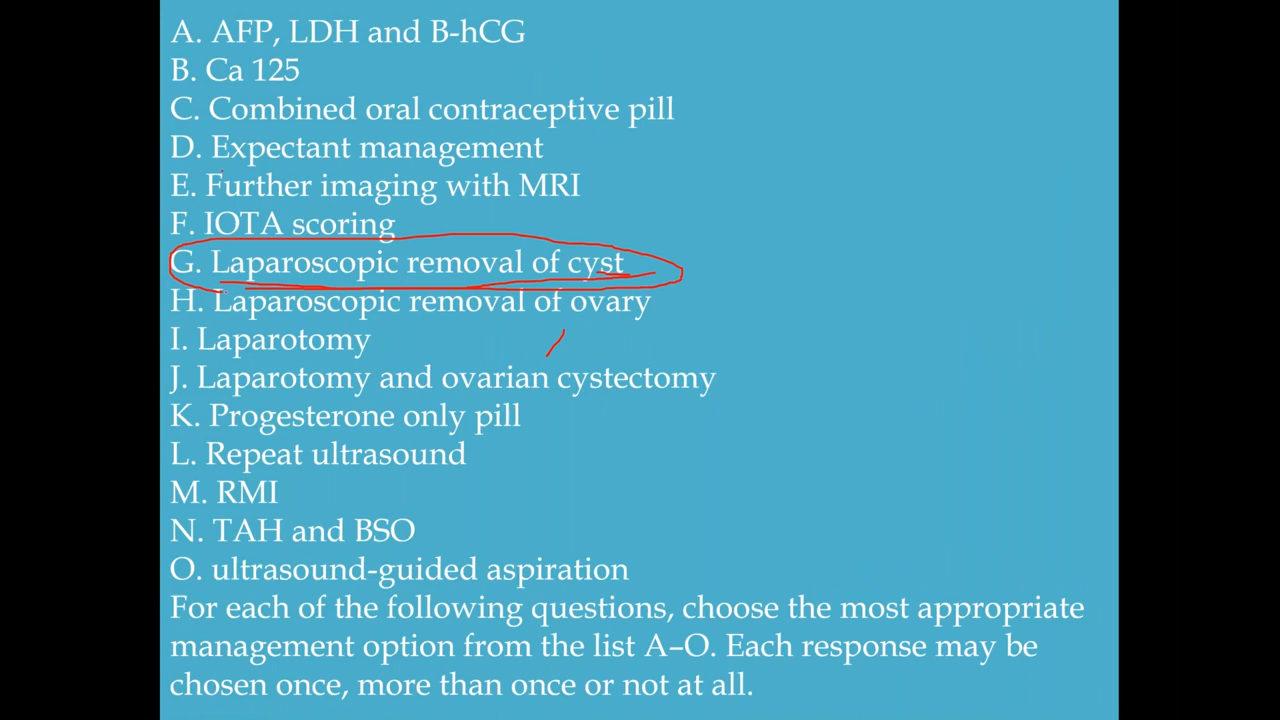 A. AFP, LDH and B-hCG
B. Ca 125
C. Combined oral contraceptive pill
D. Expectant management
E. Further imaging with MRI
F. IOTA scoring
G. Laparoscopic removal of cyst
H. Laparoscopic removal of ovary
I. Laparotomy
J. Laparotomy and ovarian cystectomy
K. Progesterone only pill
L. Repeat ultrasound
M. RMI
N. TAH and BSO
O. ultrasound-guided aspiration
For each of the following questions, choose the most appropriate
management option from the list A–O. Each response may be
chosen once, more than once or not at all.